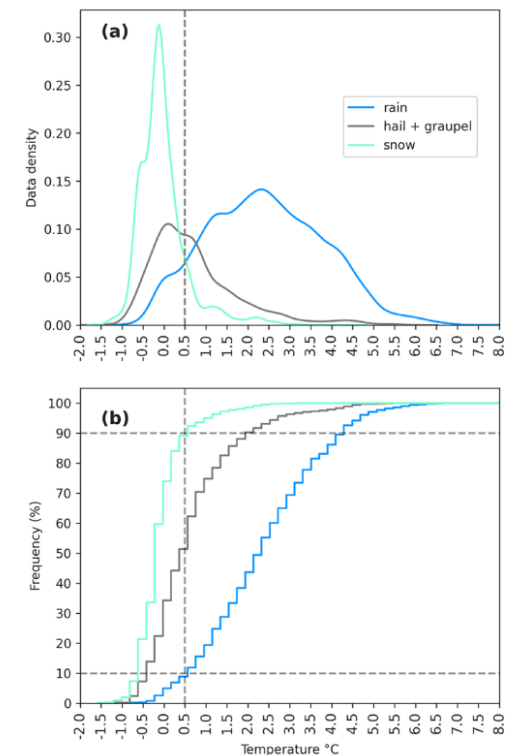 (a)
0.30
0.25
0.20
0.15
0.10
0.05
0.00
Data density
rain
hail + graupel
snow
-2.0 -1.5 -1.0 -0.5 0.0 0.5 1.0 1.5 2.0 2.5 3.0 3.5 4.0 4.5 5.0 5.5 6.0 6.5 7.0 7.5 8.0
(b)
100
90
80
70
60
50
40
30
20
10
0
Frequency (%)
-2.0 -1.5 -1.0 -0.5 0.0 0.5 1.0 1.5 2.0 2.5 3.0 3.5 4.0 4.5 5.0 5.5 6.0 6.5 7.0 7.5 8.0
Temperature °C